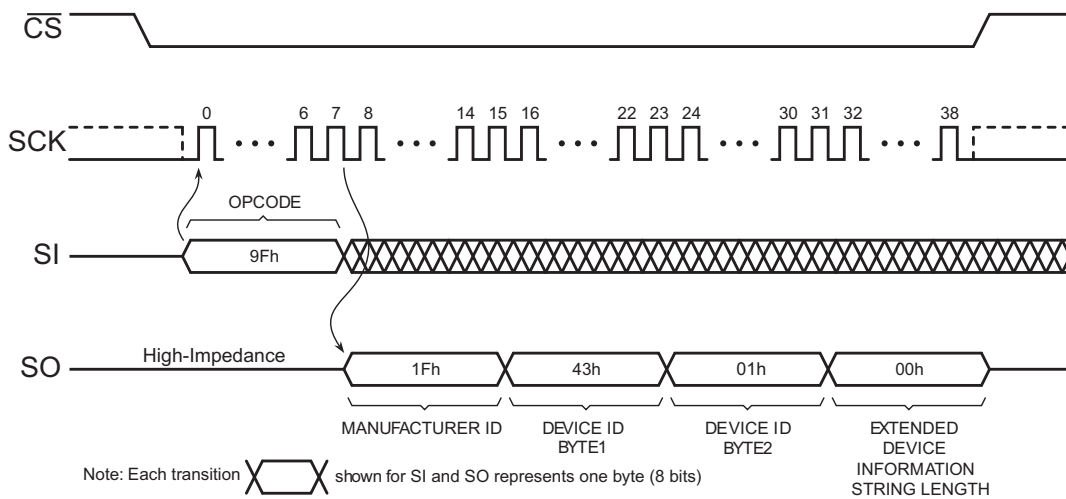 CS
0 6 7 8 14 15 16 22 23 24 30 31 32 38
SCK
OPCODE
SI 9Fh
High-Impedance
SO 1Fh 43h 01h 00h
MANUFACTURER ID
DEVICE ID
BYTE1
DEVICE ID
BYTE2
EXTENDED
DEVICE
INFORMATION
STRING LENGTH
Note: Each transition shown for SI and SO represents one byte (8 bits)